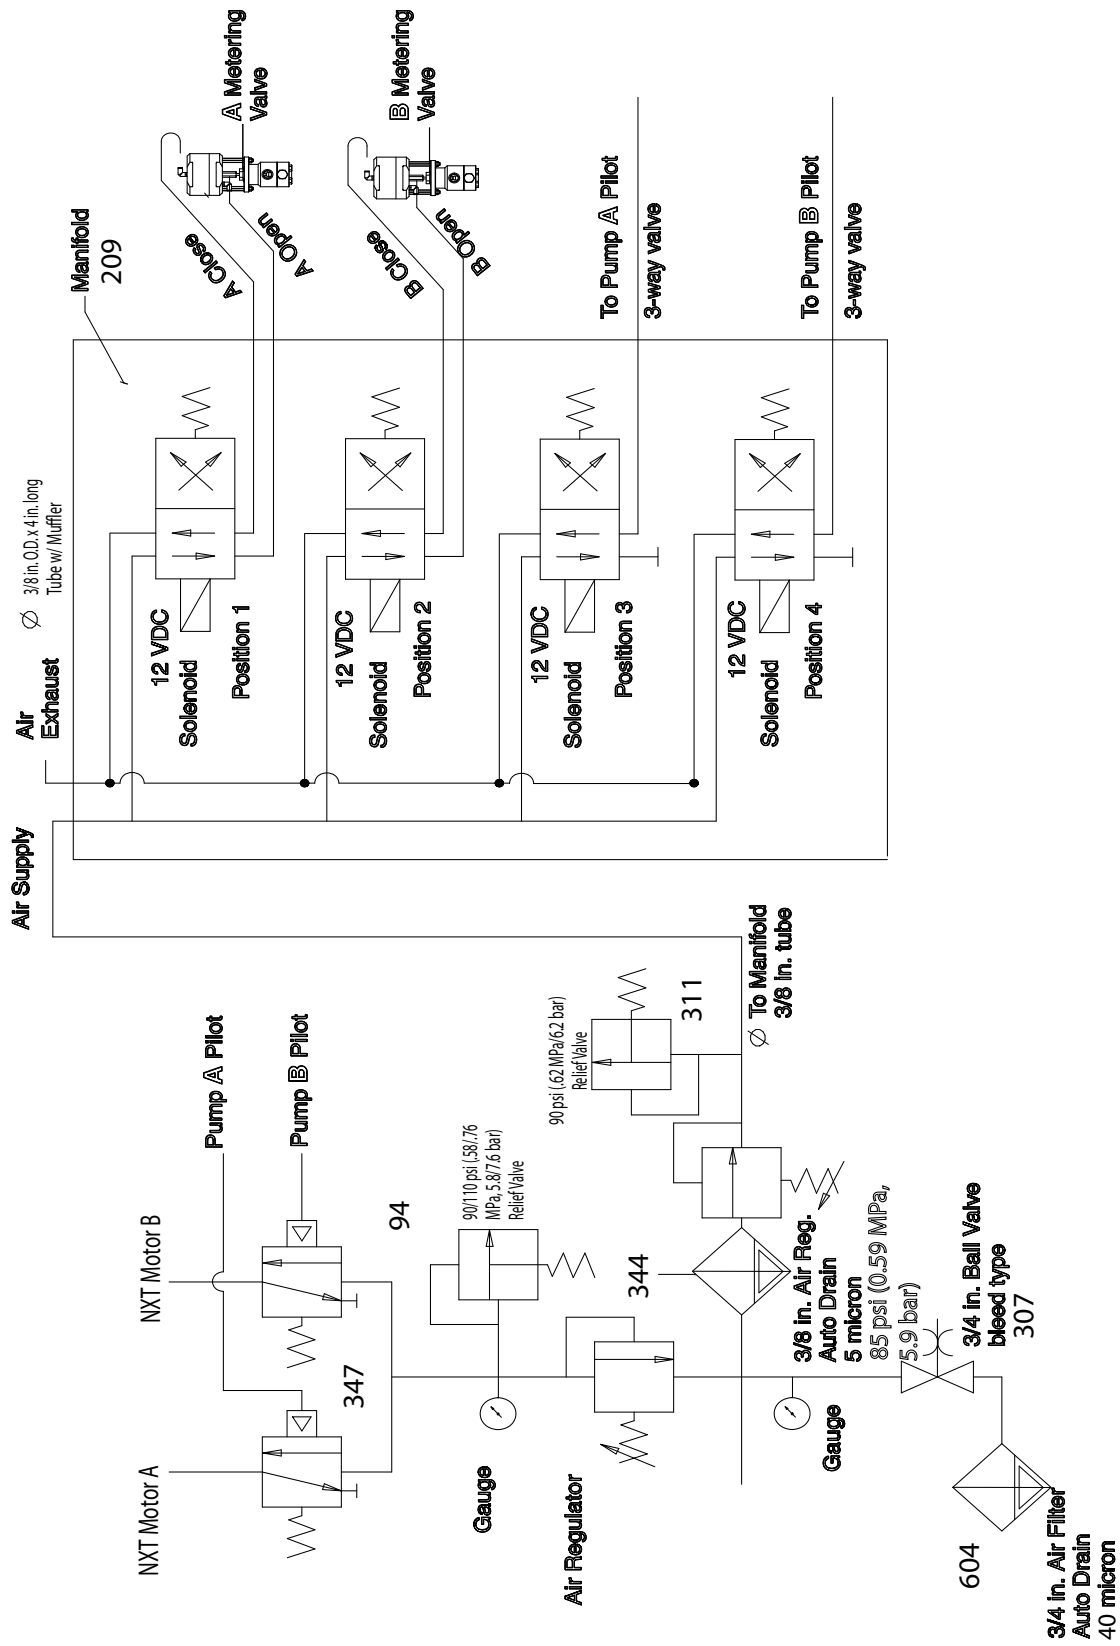 Air Supply
Air
Exhaust
3/8 in. O.D. x 4 in. long
Tube w/ Muffler
Manifold
209
A Close
A Open
A Metering
Valve
B Close
B Open
B Metering
Valve
12 VDC
Solenoid
Position 1
12 VDC
Solenoid
Position 2
12 VDC
Solenoid
Position 3
12 VDC
Solenoid
Position 4
To Pump A Pilot
3-way valve
To Pump B Pilot
3-way valve
NXT Motor A
NXT Motor B
Pump A Pilot
Pump B Pilot
347
94
90/110 psi (.58/.76
MPa, 5.8/7.6 bar)
Relief Valve
90 psi (.62 MPa/6.2 bar)
Relief Valve
311
∅ To Manifold
3/8 in. tube
Gauge
Air Regulator
344
3/8 in. Air Reg.
Auto Drain
5 micron
85 psi (0.59 MPa,
5.9 bar)
Gauge
3/4 in. Ball Valve
bleed type
307
604
3/4 in. Air Filter
Auto Drain
40 micron